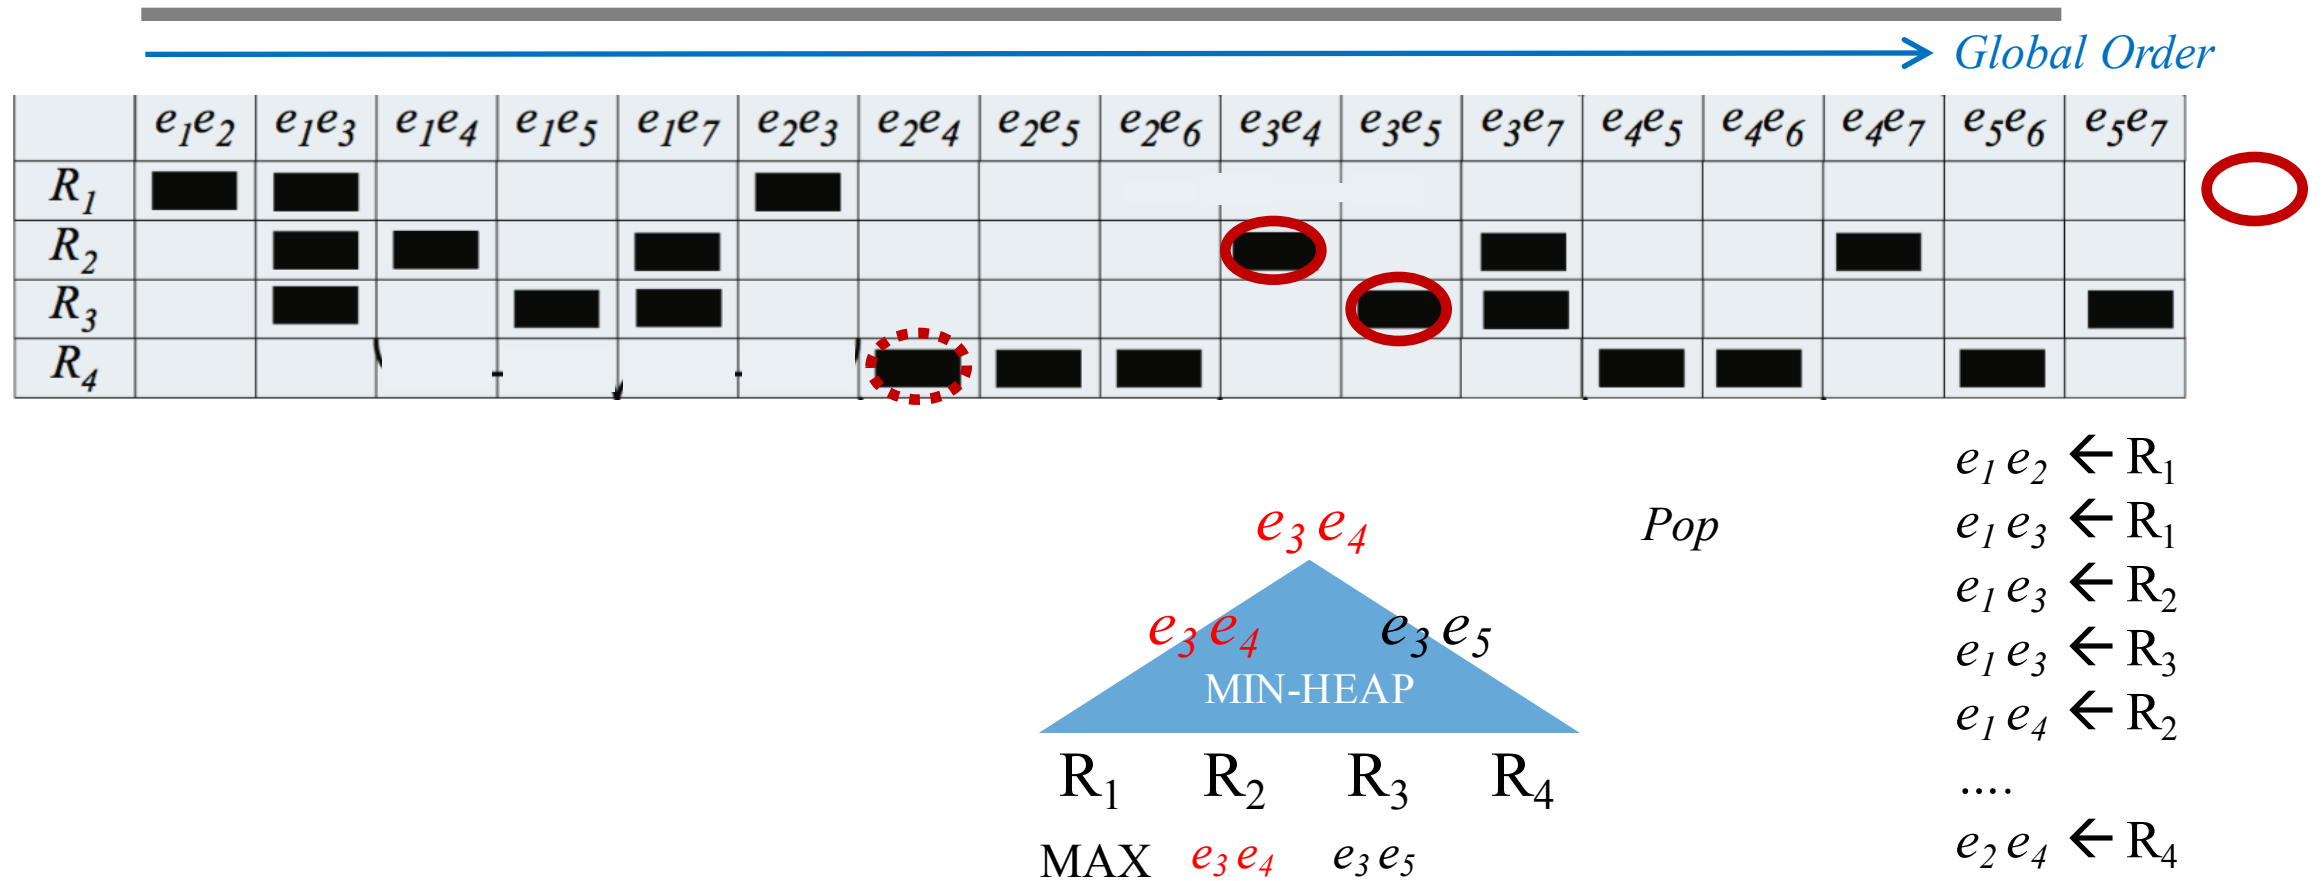 Global Order
e1e2 e1e3 e1e4 e1e5 e1e7 e2e3 e2e4 e2e5 e2e6 e3e4 e3e5 e3e7 e4e5 e4e6 e4e7 e5e6 e5e7
R1
R2
R3
R4
e3 e4
e3 e4 e3 e5
MIN-HEAP
R1 R2 R3 R4
MAX e3 e4 e3 e5
Pop
e1 e2 ← R1
e1 e3 ← R1
e1 e3 ← R2
e1 e3 ← R3
e1 e4 ← R2
....
e2 e4 ← R4